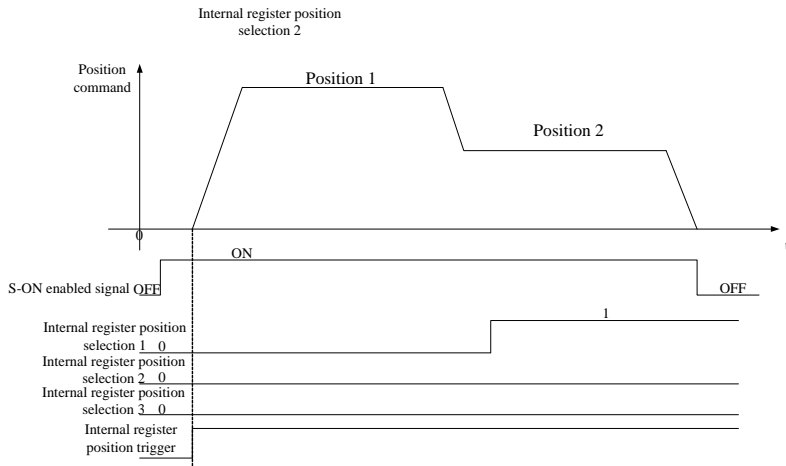 Internal register position
selection 2
Position
command
Position 1
Position 2
0
t
ON
S-ON enabled signal OFF
OFF
1
Internal register position
selection 1 0
Internal register position
selection 2 0
Internal register position
selection 3 0
Internal register
position trigger